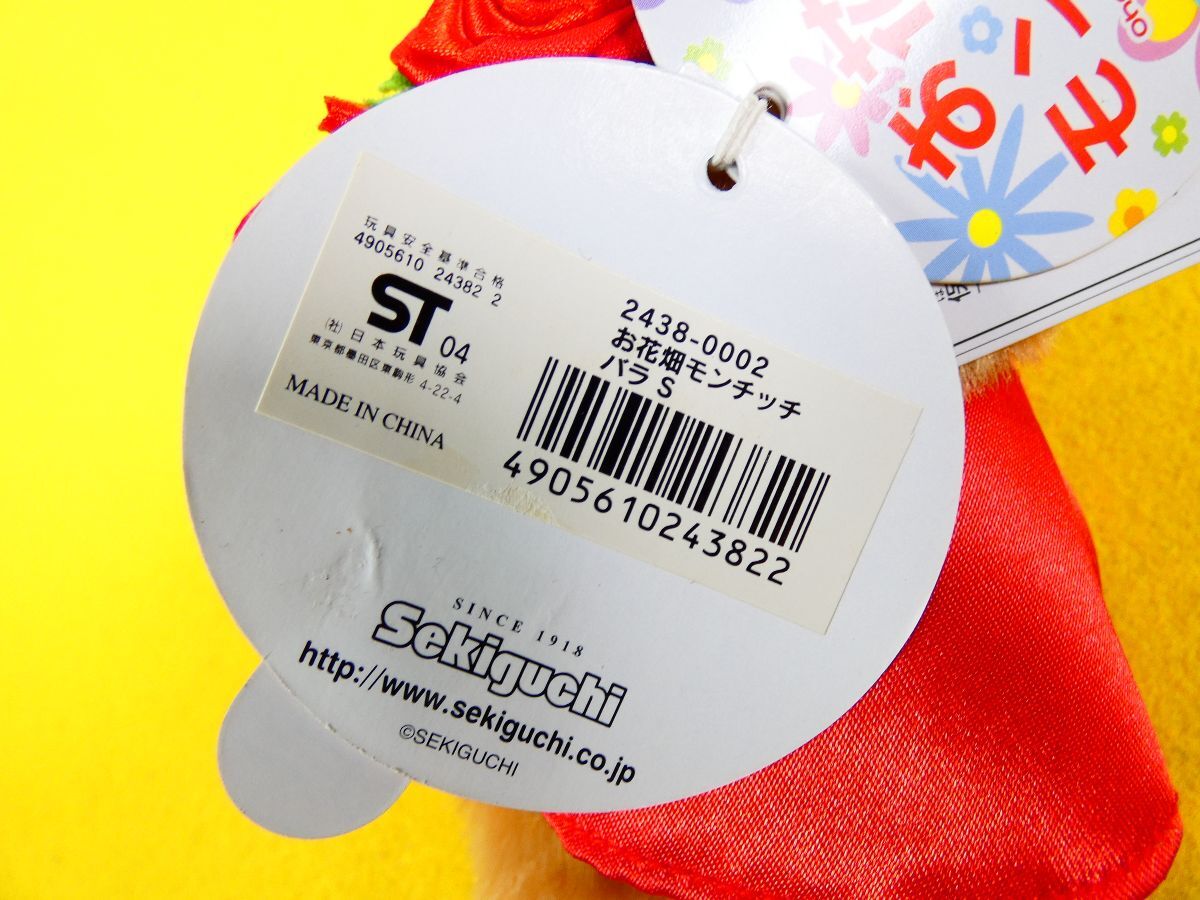 玩具安全基準合格
4905610 24382 2
ST 04
(社) 日本玩具協会
東京都墨田区東駒形 4-22-4
MADE IN CHINA
2438-0002
お花畑モンチッチ
バラ S
4905610243822
SINCE 1918
Sekiguchi
http://www.sekiguchi.co.jp
©SEKIGUCHI
お
モ